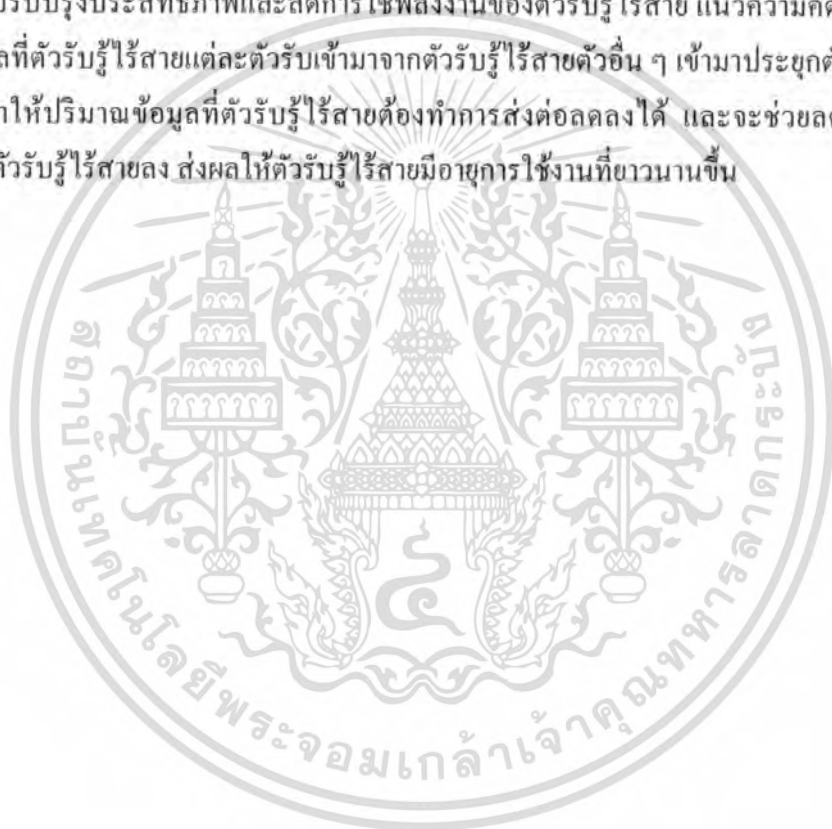 ปรับปรุงประสิทธิภาพและลดการใช้พลังงานของตัวรับรู้ไร้สาย แนวความคิด
ที่ตัวรับรู้ไร้สายแต่ละตัวรับเข้ามาจากตัวรับรู้ไร้สายตัวอื่น ๆ เข้ามาประยุกต์
ให้ปริมาณข้อมูลที่ตัวรับรู้ไร้สายต้องทำการส่งต่อลดลงได้ และจะช่วยลด
ตัวรับรู้ไร้สายลง ส่งผลให้ตัวรับรู้ไร้สายมีอายุการใช้งานที่ยาวนานขึ้น
สถาบันเทคโนโลยีพระจอมเกล้าเจ้าคุณทหารลาดกระบัง